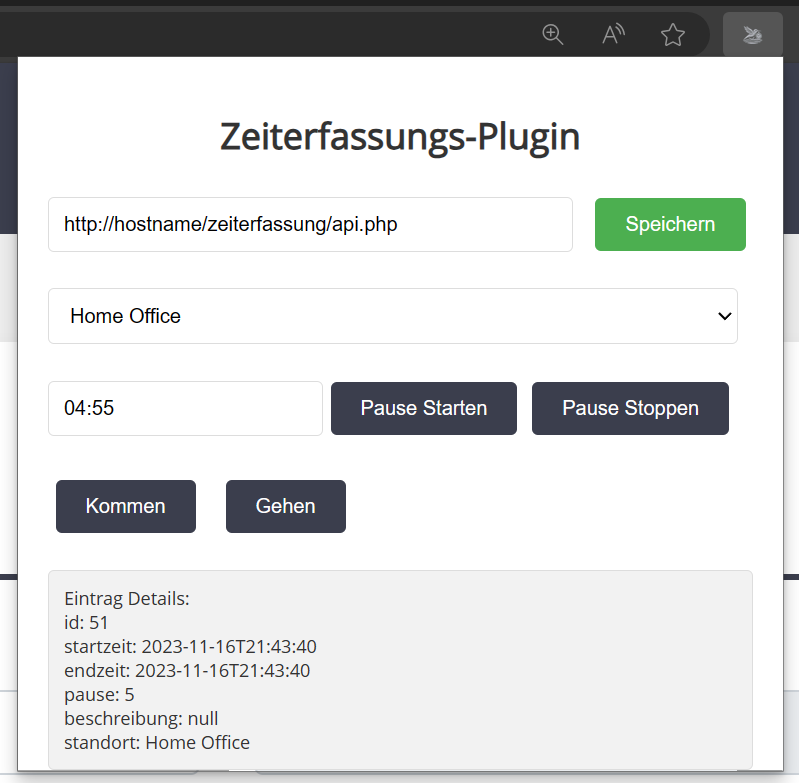 Zeiterfassungs-Plugin
http://hostname/zeiterfassung/api.php
Speichern
Home Office
04:55
Pause Starten
Pause Stoppen
Kommen
Gehen
Eintrag Details:
id: 51
startzeit: 2023-11-16T21:43:40
endzeit: 2023-11-16T21:43:40
pause: 5
beschreibung: null
standort: Home Office